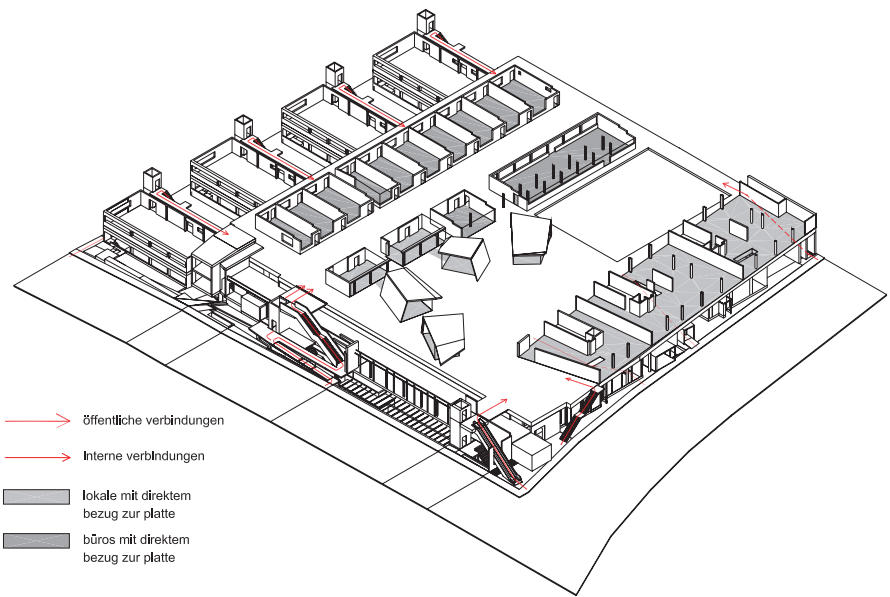 öffentliche verbindungen
interne verbindungen
lokale mit direktem
bezug zur platte
büros mit direktem
bezug zur platte